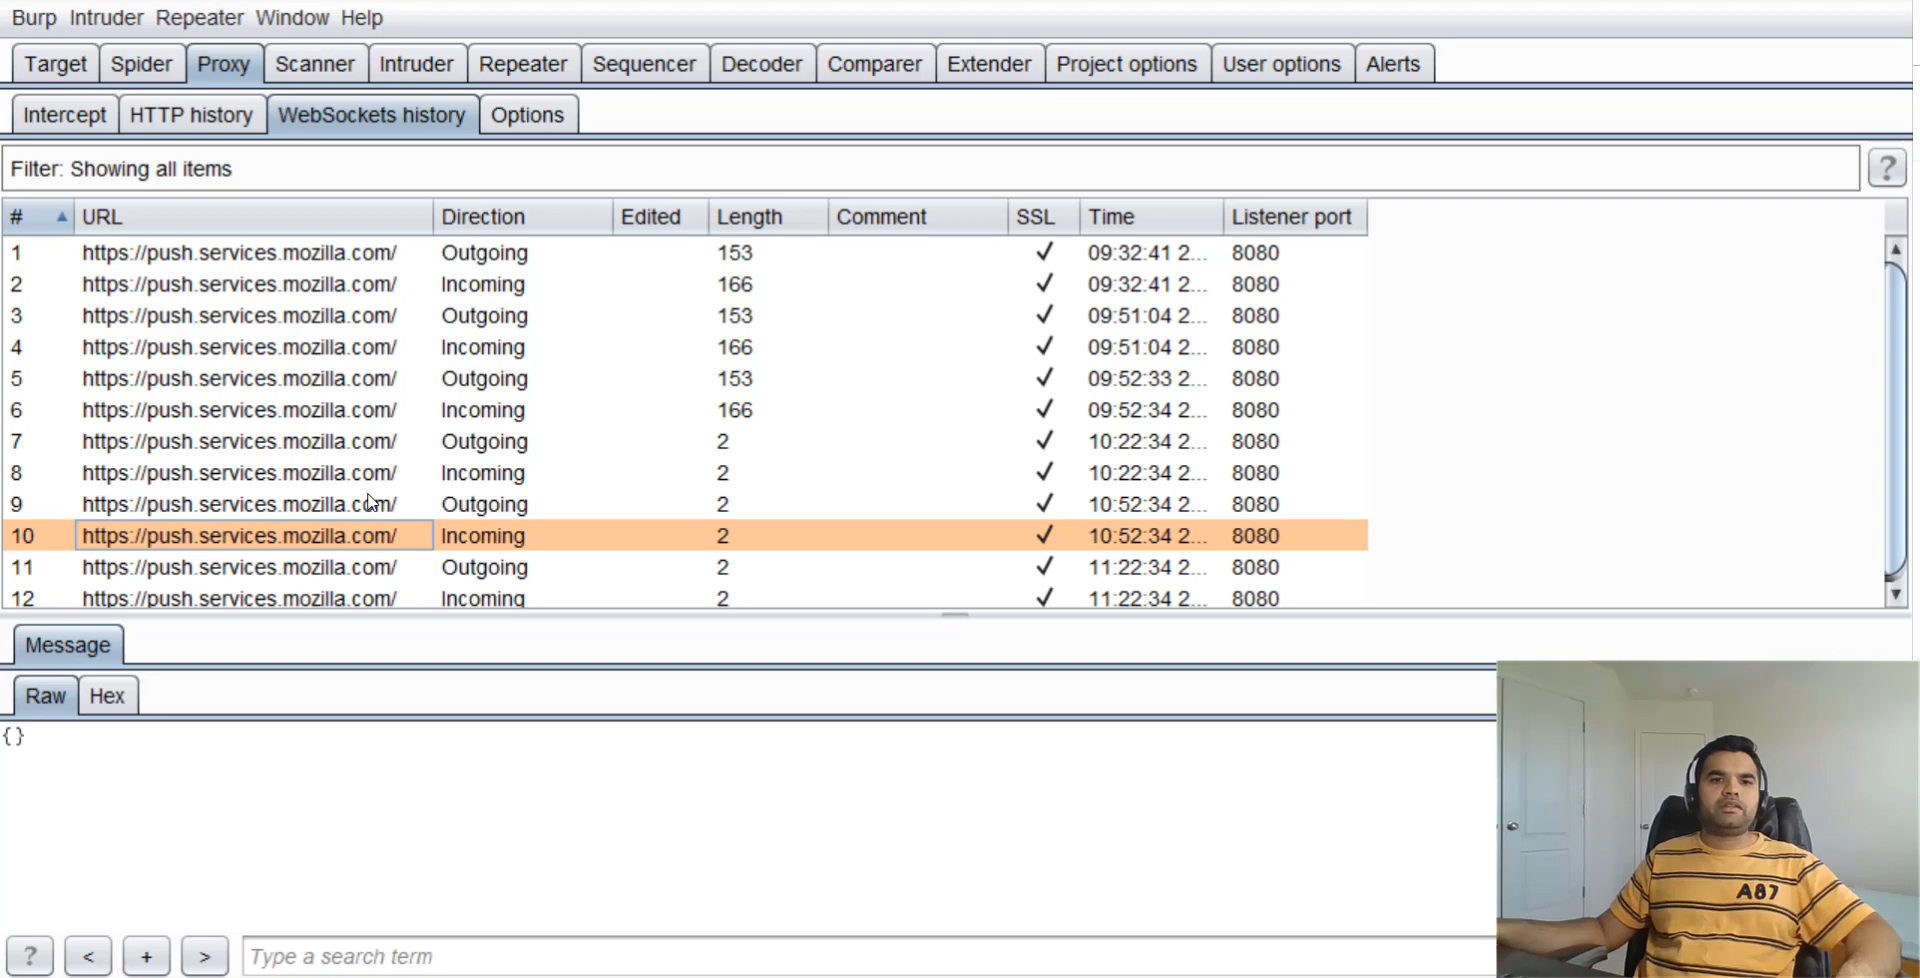 Burp Intruder Repeater Window Help
Target Spider Proxy Scanner Intruder Repeater Sequencer Decoder Comparer Extender Project options User options Alerts
Intercept HTTP history WebSockets history Options
Filter: Showing all items ?
# URL Direction Edited Length Comment SSL Time Listener port
1 https://push.services.mozilla.com/ Outgoing 153 ✓ 09:32:41 2... 8080
2 https://push.services.mozilla.com/ Incoming 166 ✓ 09:32:41 2... 8080
3 https://push.services.mozilla.com/ Outgoing 153 ✓ 09:51:04 2... 8080
4 https://push.services.mozilla.com/ Incoming 166 ✓ 09:51:04 2... 8080
5 https://push.services.mozilla.com/ Outgoing 153 ✓ 09:52:33 2... 8080
6 https://push.services.mozilla.com/ Incoming 166 ✓ 09:52:34 2... 8080
7 https://push.services.mozilla.com/ Outgoing 2 ✓ 10:22:34 2... 8080
8 https://push.services.mozilla.com/ Incoming 2 ✓ 10:22:34 2... 8080
9 https://push.services.mozilla.com/ Outgoing 2 ✓ 10:52:34 2... 8080
10 https://push.services.mozilla.com/ Incoming 2 ✓ 10:52:34 2... 8080
11 https://push.services.mozilla.com/ Outgoing 2 ✓ 11:22:34 2... 8080
12 https://push.services.mozilla.com/ Incoming 2 ✓ 11:22:34 2... 8080
Message
Raw Hex
{}
A87
? < + > Type a search term